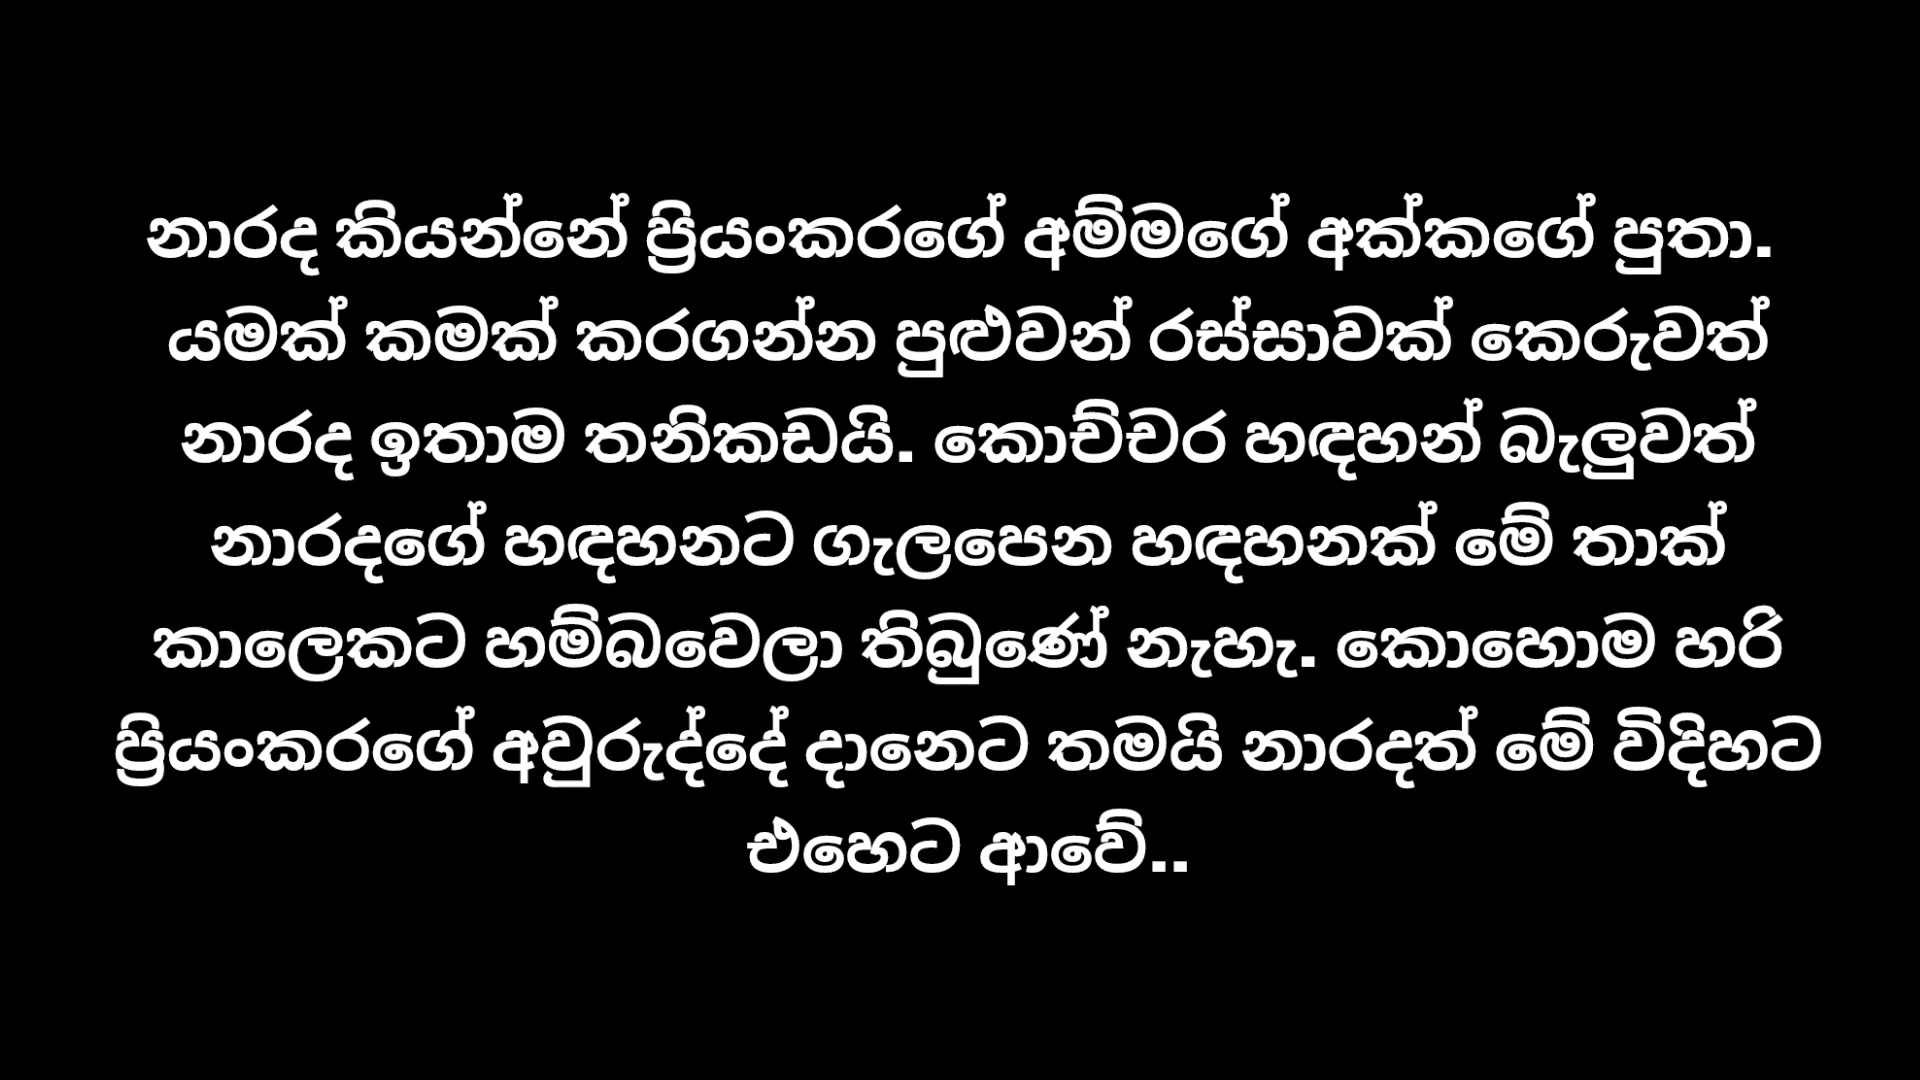 නාරද කියන්නේ ප්‍රියංකරගේ අම්මගේ අක්කගේ පුතා.
යමක් කමක් කරගන්න පුළුවන් රස්සාවක් කෙරුවත්
නාරද ඉතාම තනිකඩයි. කොච්චර හඳහන් බැලුවත්
නාරදගේ හඳහනට ගැලපෙන හඳහනක් මේ තාක්
කාලෙකට හම්බවෙලා තිබුණේ නැහැ. කොහොම හරි
ප්‍රියංකරගේ අවුරුද්දේ දානෙට තමයි නාරදත් මේ විදිහට
එහෙට ආවේ..